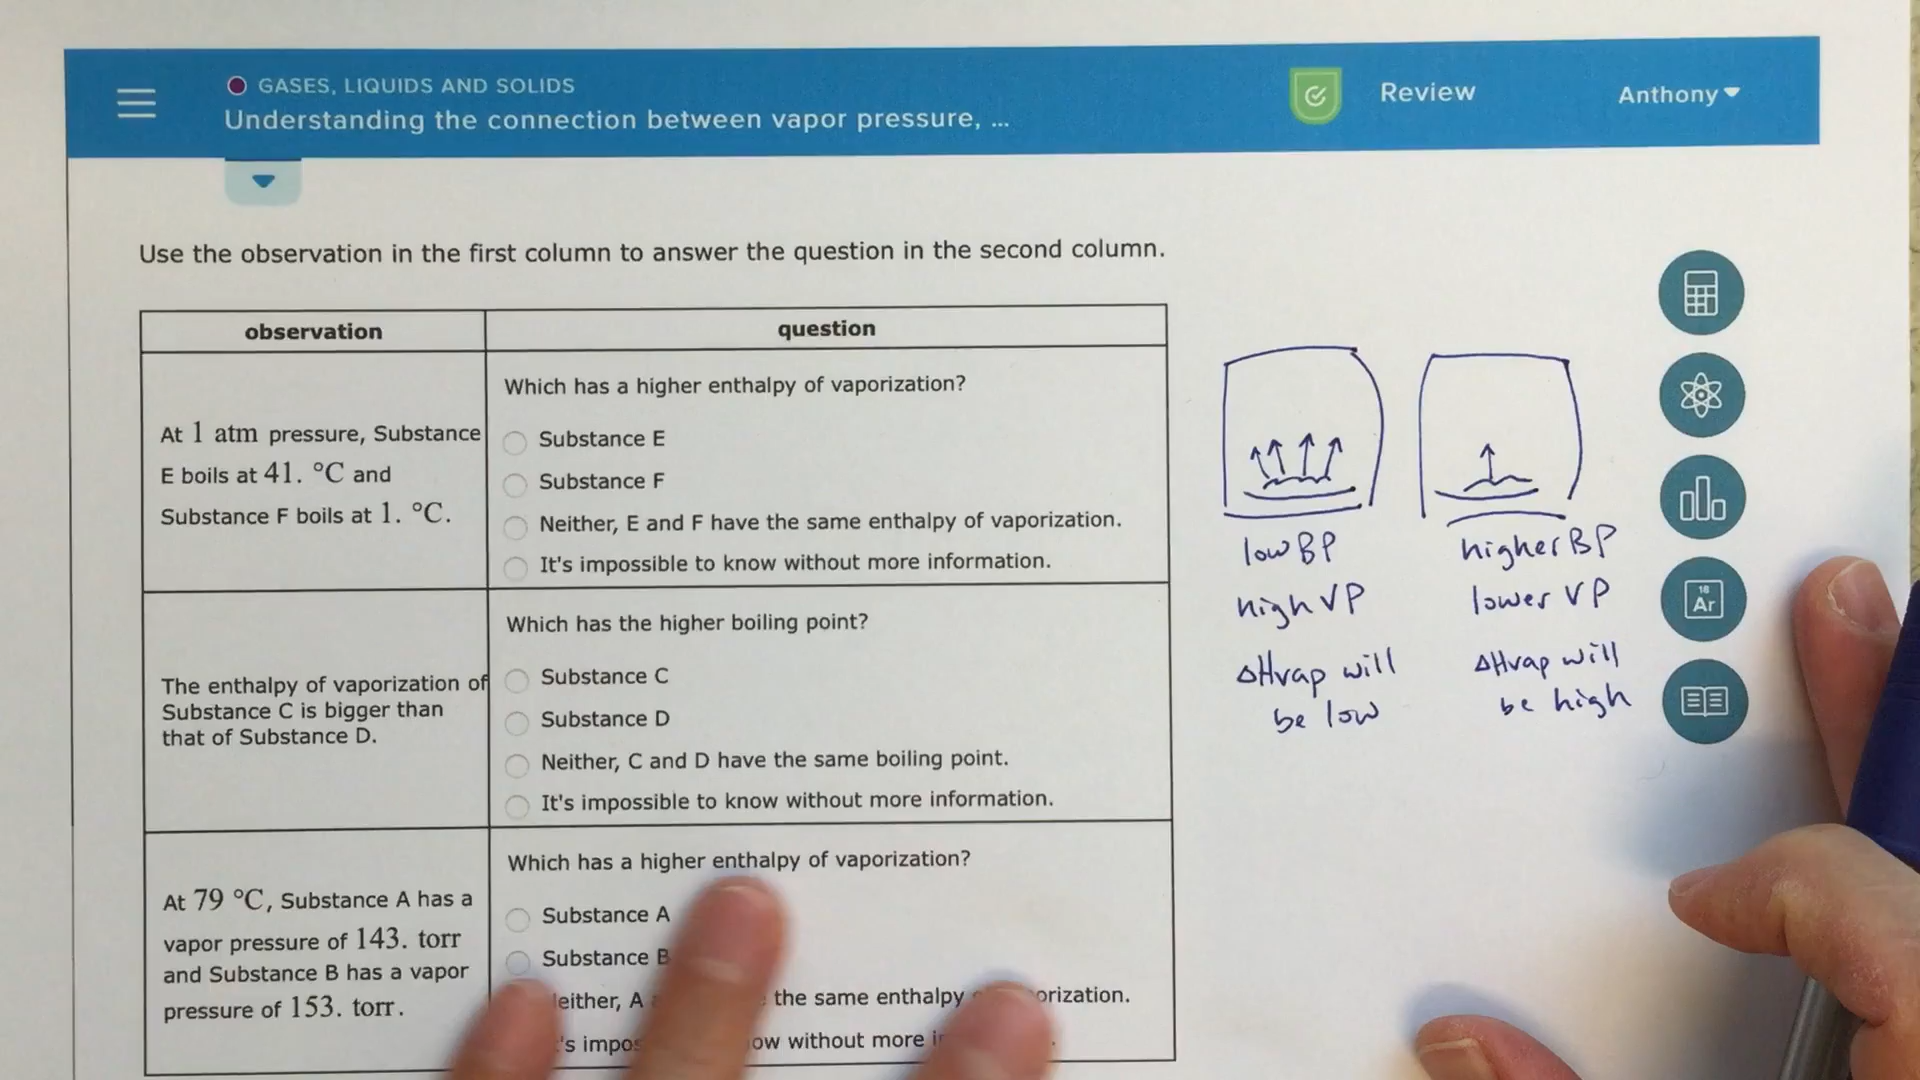 GASES, LIQUIDS AND SOLIDS
Understanding the connection between vapor pressure, ...
Review
Anthony
Use the observation in the first column to answer the question in the second column.
observation
question
At 1 atm pressure, Substance
E boils at 41. °C and
Substance F boils at 1. °C.
Which has a higher enthalpy of vaporization?
Substance E
Substance F
Neither, E and F have the same enthalpy of vaporization.
It's impossible to know without more information.
The enthalpy of vaporization of
Substance C is bigger than
that of Substance D.
Which has the higher boiling point?
Substance C
Substance D
Neither, C and D have the same boiling point.
It's impossible to know without more information.
At 79 °C, Substance A has a
vapor pressure of 143. torr
and Substance B has a vapor
pressure of 153. torr.
Which has a higher enthalpy of vaporization?
Substance A
Substance B
A the same enthalpy
without more
low BP
high VP
ΔHvap will
be low
higher BP
lower VP
ΔHvap will
be high
18
Ar